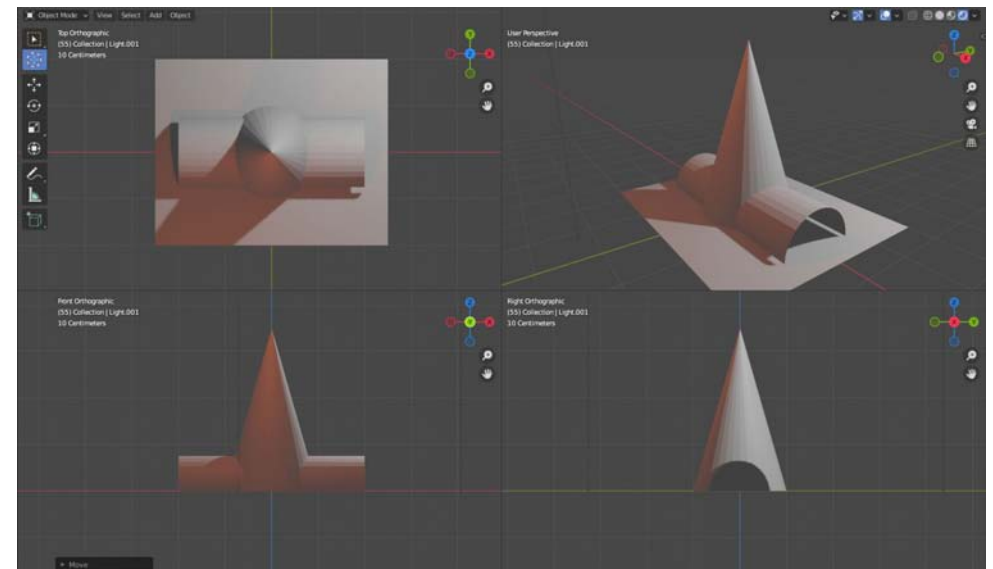 Object Mode View Select Add Object
Top Orthographic
(55) Collection | Light.001
10 Centimeters
User Perspective
(55) Collection | Light.001
Front Orthographic
(55) Collection | Light.001
10 Centimeters
Right Orthographic
(55) Collection | Light.001
10 Centimeters
Move